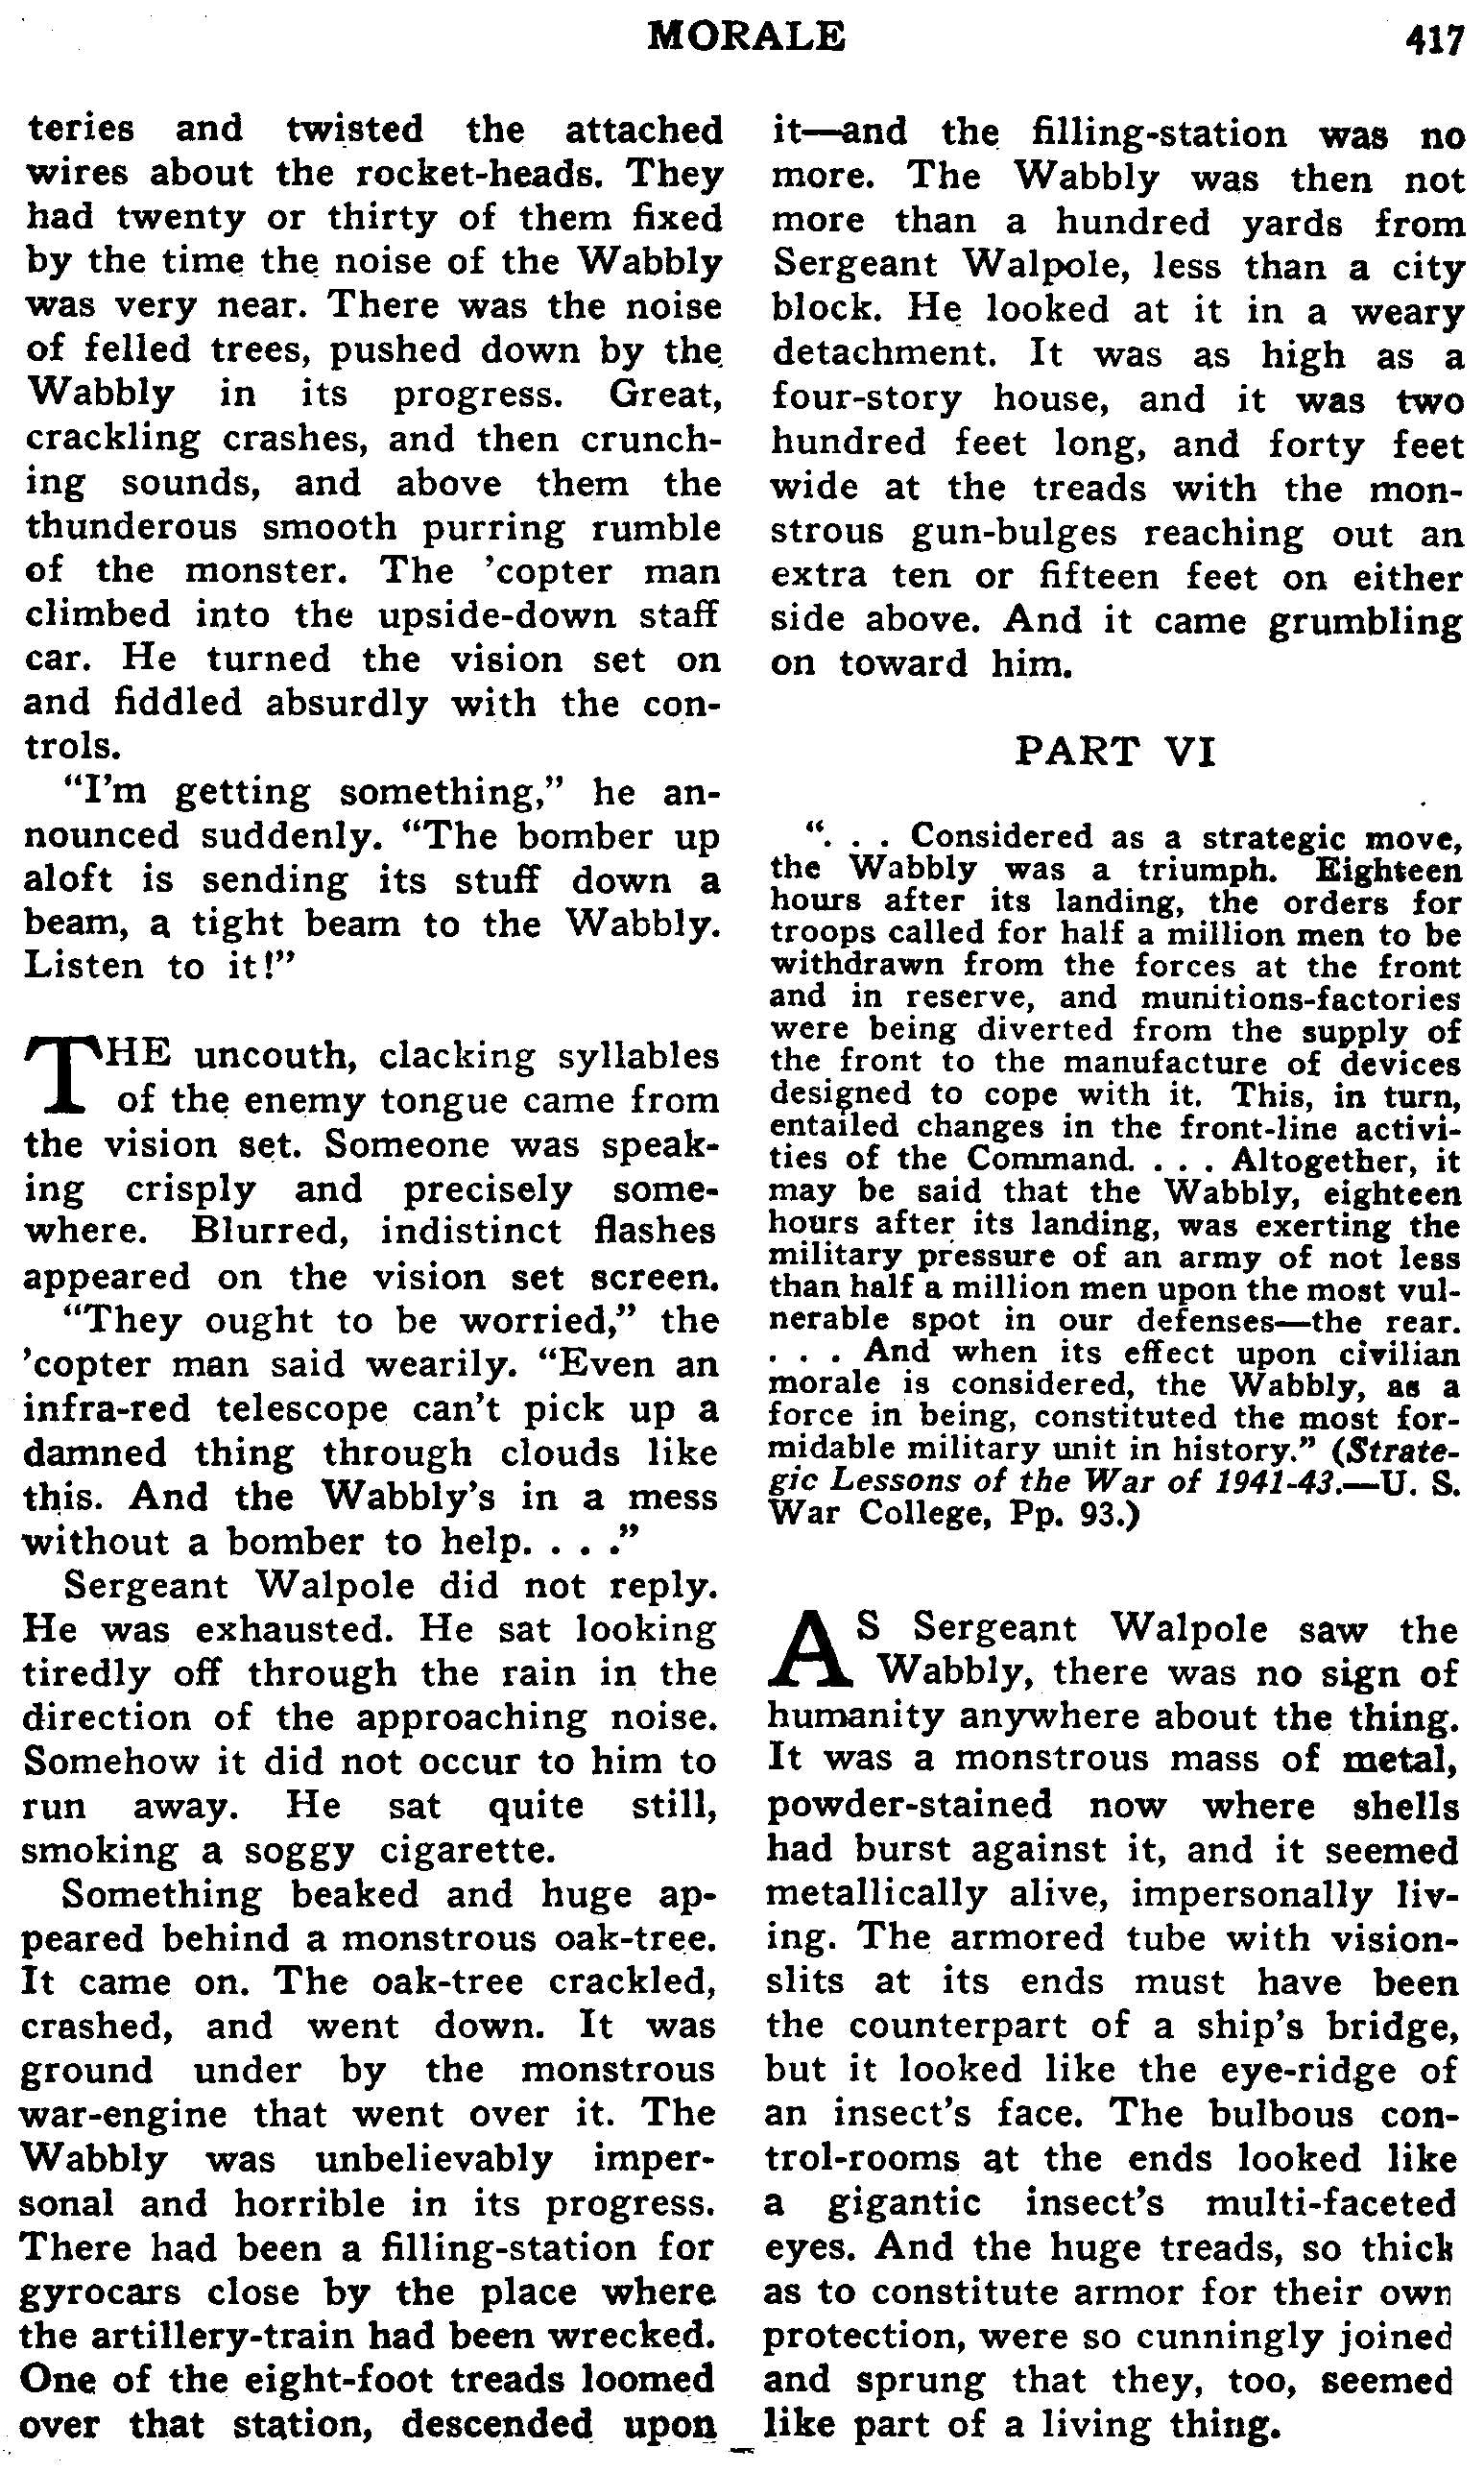 MORALE 417
teries and twisted the attached
wires about the rocket-heads. They
had twenty or thirty of them fixed
by the time the noise of the Wabbly
was very near. There was the noise
of felled trees, pushed down by the
Wabbly in its progress. Great,
crackling crashes, and then crunch-
ing sounds, and above them the
thunderous smooth purring rumble
of the monster. The 'copter man
climbed into the upside-down staff
car. He turned the vision set on
and fiddled absurdly with the con-
trols.
"I'm getting something," he an-
nounced suddenly. "The bomber up
aloft is sending its stuff down a
beam, a tight beam to the Wabbly.
Listen to it!"
THE uncouth, clacking syllables
of the enemy tongue came from
the vision set. Someone was speak-
ing crisply and precisely some-
where. Blurred, indistinct flashes
appeared on the vision set screen.
"They ought to be worried," the
'copter man said wearily. "Even an
infra-red telescope can't pick up a
damned thing through clouds like
this. And the Wabbly's in a mess
without a bomber to help. . . ."
Sergeant Walpole did not reply.
He was exhausted. He sat looking
tiredly off through the rain in the
direction of the approaching noise.
Somehow it did not occur to him to
run away. He sat quite still,
smoking a soggy cigarette.
Something beaked and huge ap-
peared behind a monstrous oak-tree.
It came on. The oak-tree crackled,
crashed, and went down. It was
ground under by the monstrous
war-engine that went over it. The
Wabbly was unbelievably imper-
sonal and horrible in its progress.
There had been a filling-station for
gyrocars close by the place where
the artillery-train had been wrecked.
One of the eight-foot treads loomed
over that station, descended upon
it—and the filling-station was no
more. The Wabbly was then not
more than a hundred yards from
Sergeant Walpole, less than a city
block. He looked at it in a weary
detachment. It was as high as a
four-story house, and it was two
hundred feet long, and forty feet
wide at the treads with the mon-
strous gun-bulges reaching out an
extra ten or fifteen feet on either
side above. And it came grumbling
on toward him.
PART VI
". . . Considered as a strategic move,
the Wabbly was a triumph. Eighteen
hours after its landing, the orders for
troops called for half a million men to be
withdrawn from the forces at the front
and in reserve, and munitions-factories
were being diverted from the supply of
the front to the manufacture of devices
designed to cope with it. This, in turn,
entailed changes in the front-line activi-
ties of the Command. . . . Altogether, it
may be said that the Wabbly, eighteen
hours after its landing, was exerting the
military pressure of an army of not less
than half a million men upon the most vul-
nerable spot in our defenses—the rear.
. . . And when its effect upon civilian
morale is considered, the Wabbly, as a
force in being, constituted the most for-
midable military unit in history." (Strate-
gic Lessons of the War of 1941-43.—U. S.
War College, Pp. 93.)
AS Sergeant Walpole saw the
Wabbly, there was no sign of
humanity anywhere about the thing.
It was a monstrous mass of metal,
powder-stained now where shells
had burst against it, and it seemed
metallically alive, impersonally liv-
ing. The armored tube with vision-
slits at its ends must have been
the counterpart of a ship's bridge,
but it looked like the eye-ridge of
an insect's face. The bulbous con-
trol-rooms at the ends looked like
a gigantic insect's multi-faceted
eyes. And the huge treads, so thick
as to constitute armor for their own
protection, were so cunningly joined
and sprung that they, too, seemed
like part of a living thing.